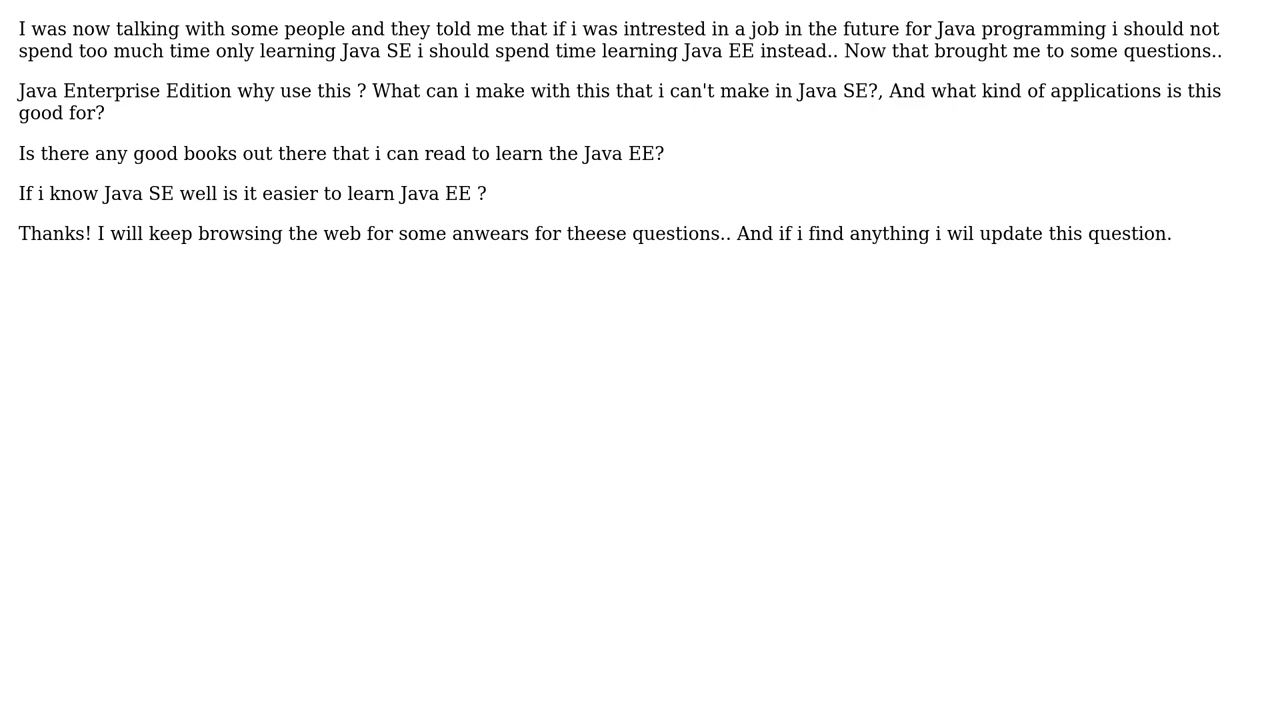 I was now talking with some people and they told me that if i was intrested in a job in the future for Java programming i should not
spend too much time only learning Java SE i should spend time learning Java EE instead.. Now that brought me to some questions..
Java Enterprise Edition why use this ? What can i make with this that i can't make in Java SE?, And what kind of applications is this
good for?
Is there any good books out there that i can read to learn the Java EE?
If i know Java SE well is it easier to learn Java EE ?
Thanks! I will keep browsing the web for some anwears for theese questions.. And if i find anything i wil update this question.